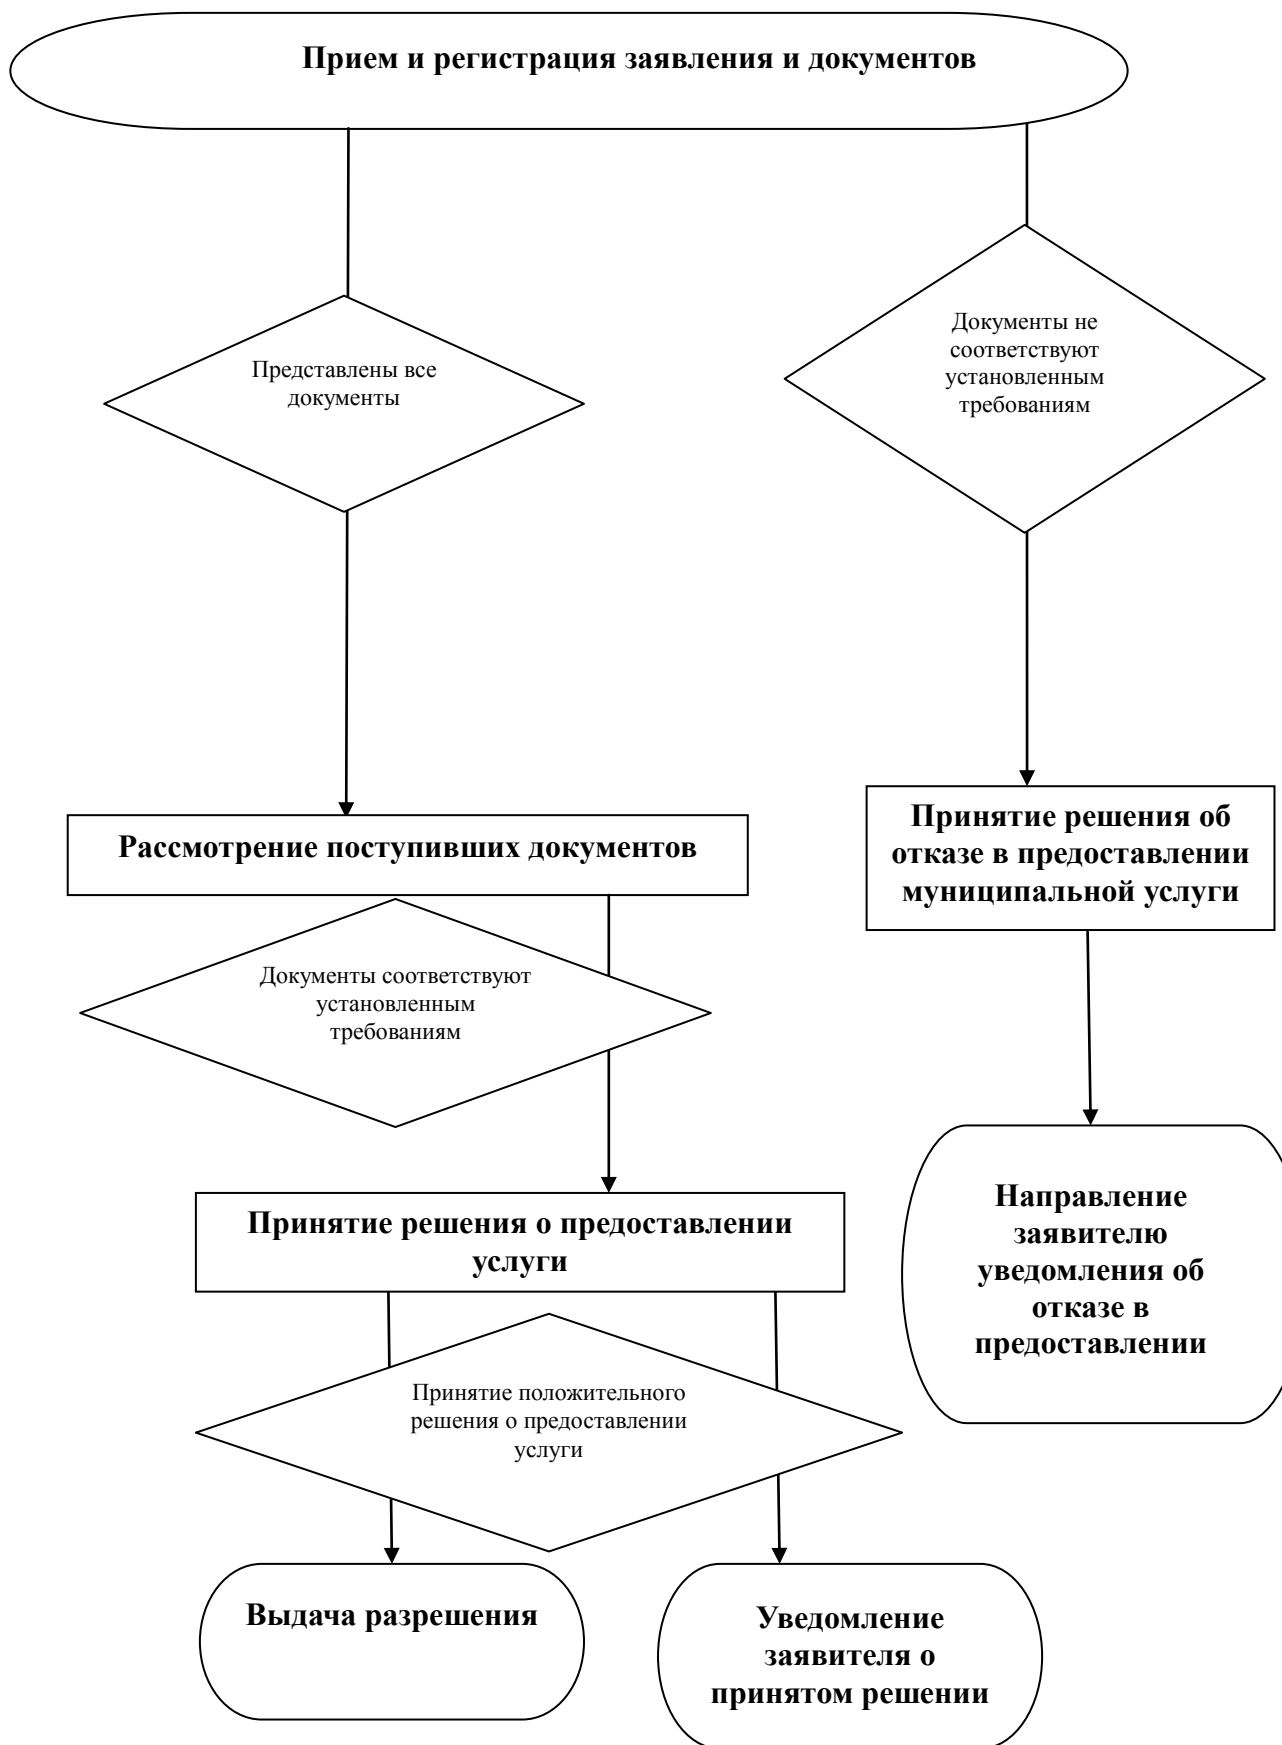 Прием и регистрация заявления и документов
Представлены все
документы
Документы не
соответствуют
установленным
требованиям
Рассмотрение поступивших документов
Принятие решения об
отказе в предоставлении
муниципальной услуги
Документы соответствуют
установленным
требованиям
Принятие решения о предоставлении
услуги
Направление
заявителю
уведомления об
отказе в
предоставлении
Принятие положительного
решения о предоставлении
услуги
Выдача разрешения
Уведомление
заявителя о
принятом решении